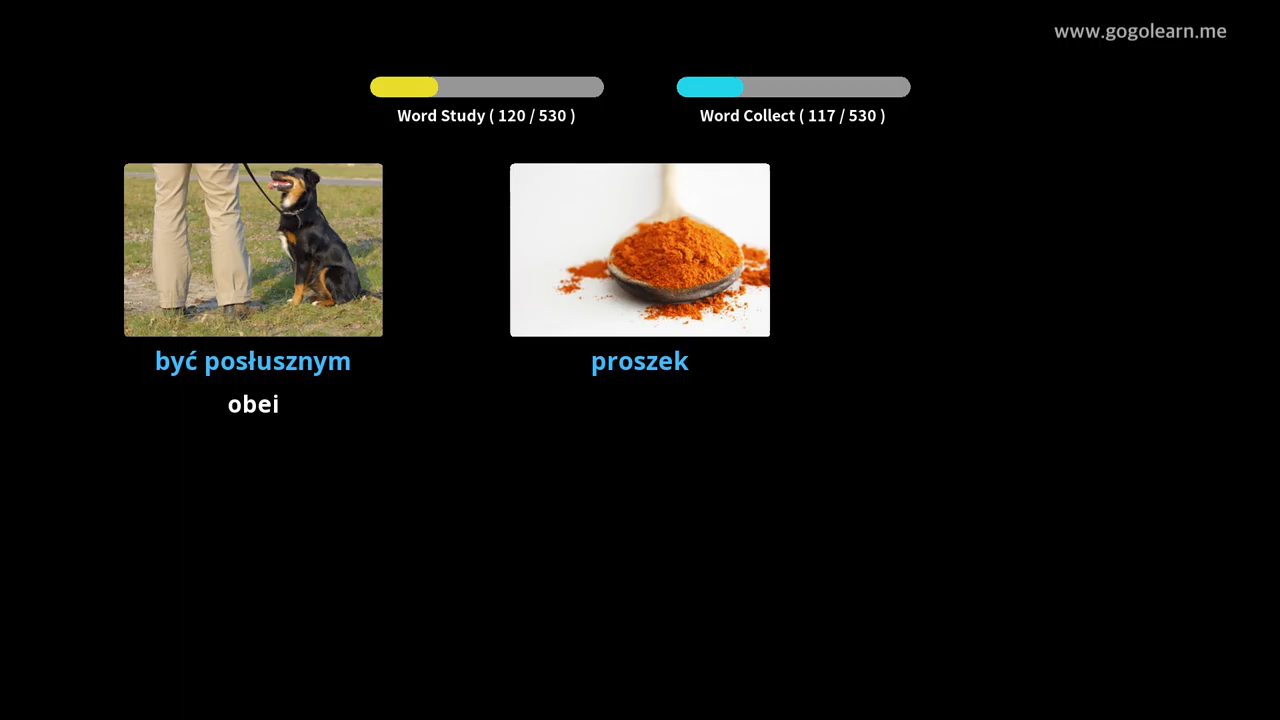 www.gogolearn.me
Word Study ( 120 / 530 )
Word Collect ( 117 / 530 )
być posłusznym
proszek
obei